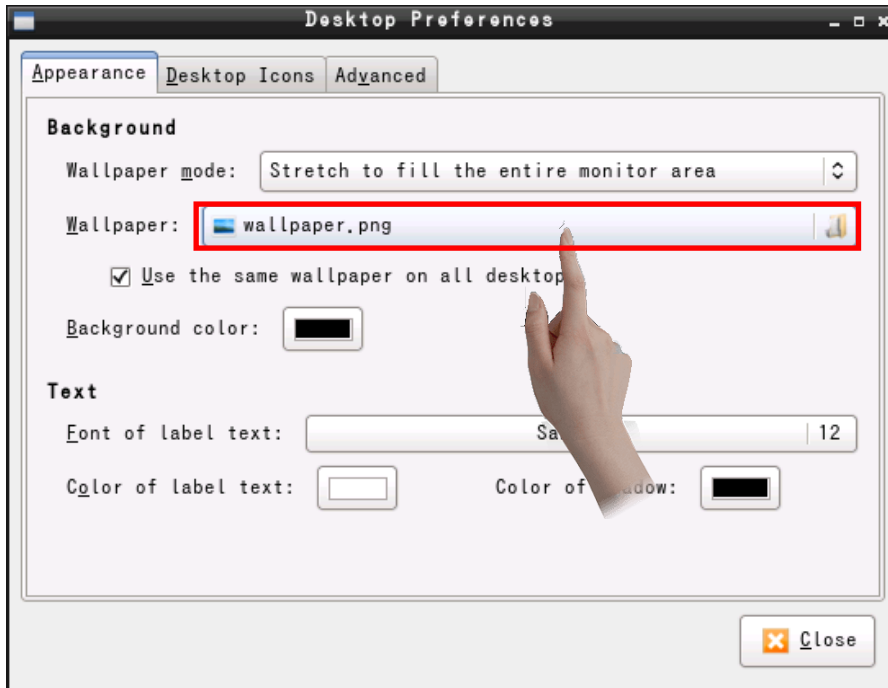 Desktop Preferences
Appearance Desktop Icons Advanced
Background
Wallpaper mode: Stretch to fill the entire monitor area
Wallpaper: wallpaper.png
Use the same wallpaper on all desktop
Background color:
Text
Font of label text: 12
Color of label text: Color of
Close